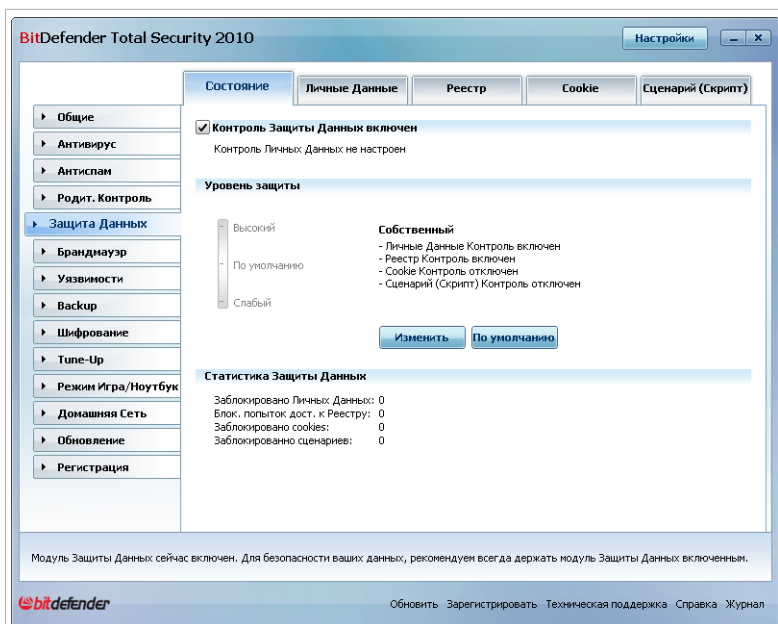 BitDefender Total Security 2010
Настройки
Состояние
Личные Данные
Реестр
Cookie
Сценарий (Скрипт)
Общие
Антивирус
Антиспам
Родит. Контроль
Защита Данных
Брандмауэр
Уязвимости
Backup
Шифрование
Tune-Up
Режим Игра/Ноутбук
Домашняя Сеть
Обновление
Регистрация
Контроль Защиты Данных включен
Контроль Личных Данных не настроен
Уровень защиты
Высокий
По умолчанию
Слабый
Собственный
- Личные Данные Контроль включен
- Реестр Контроль включен
- Cookie Контроль отключен
- Сценарий (Скрипт) Контроль отключен
Изменить
По умолчанию
Статистика Защиты Данных
Заблокировано Личных Данных: 0
Блок. попыток дост. к Реестру: 0
Заблокировано cookies: 0
Заблокированно сценариев: 0
Модуль Защиты Данных сейчас включен. Для безопасности ваших данных, рекомендуем всегда держать модуль Защиты Данных включенным.
bitdefender
Обновить Зарегистрировать Техническая поддержка Справка Журнал